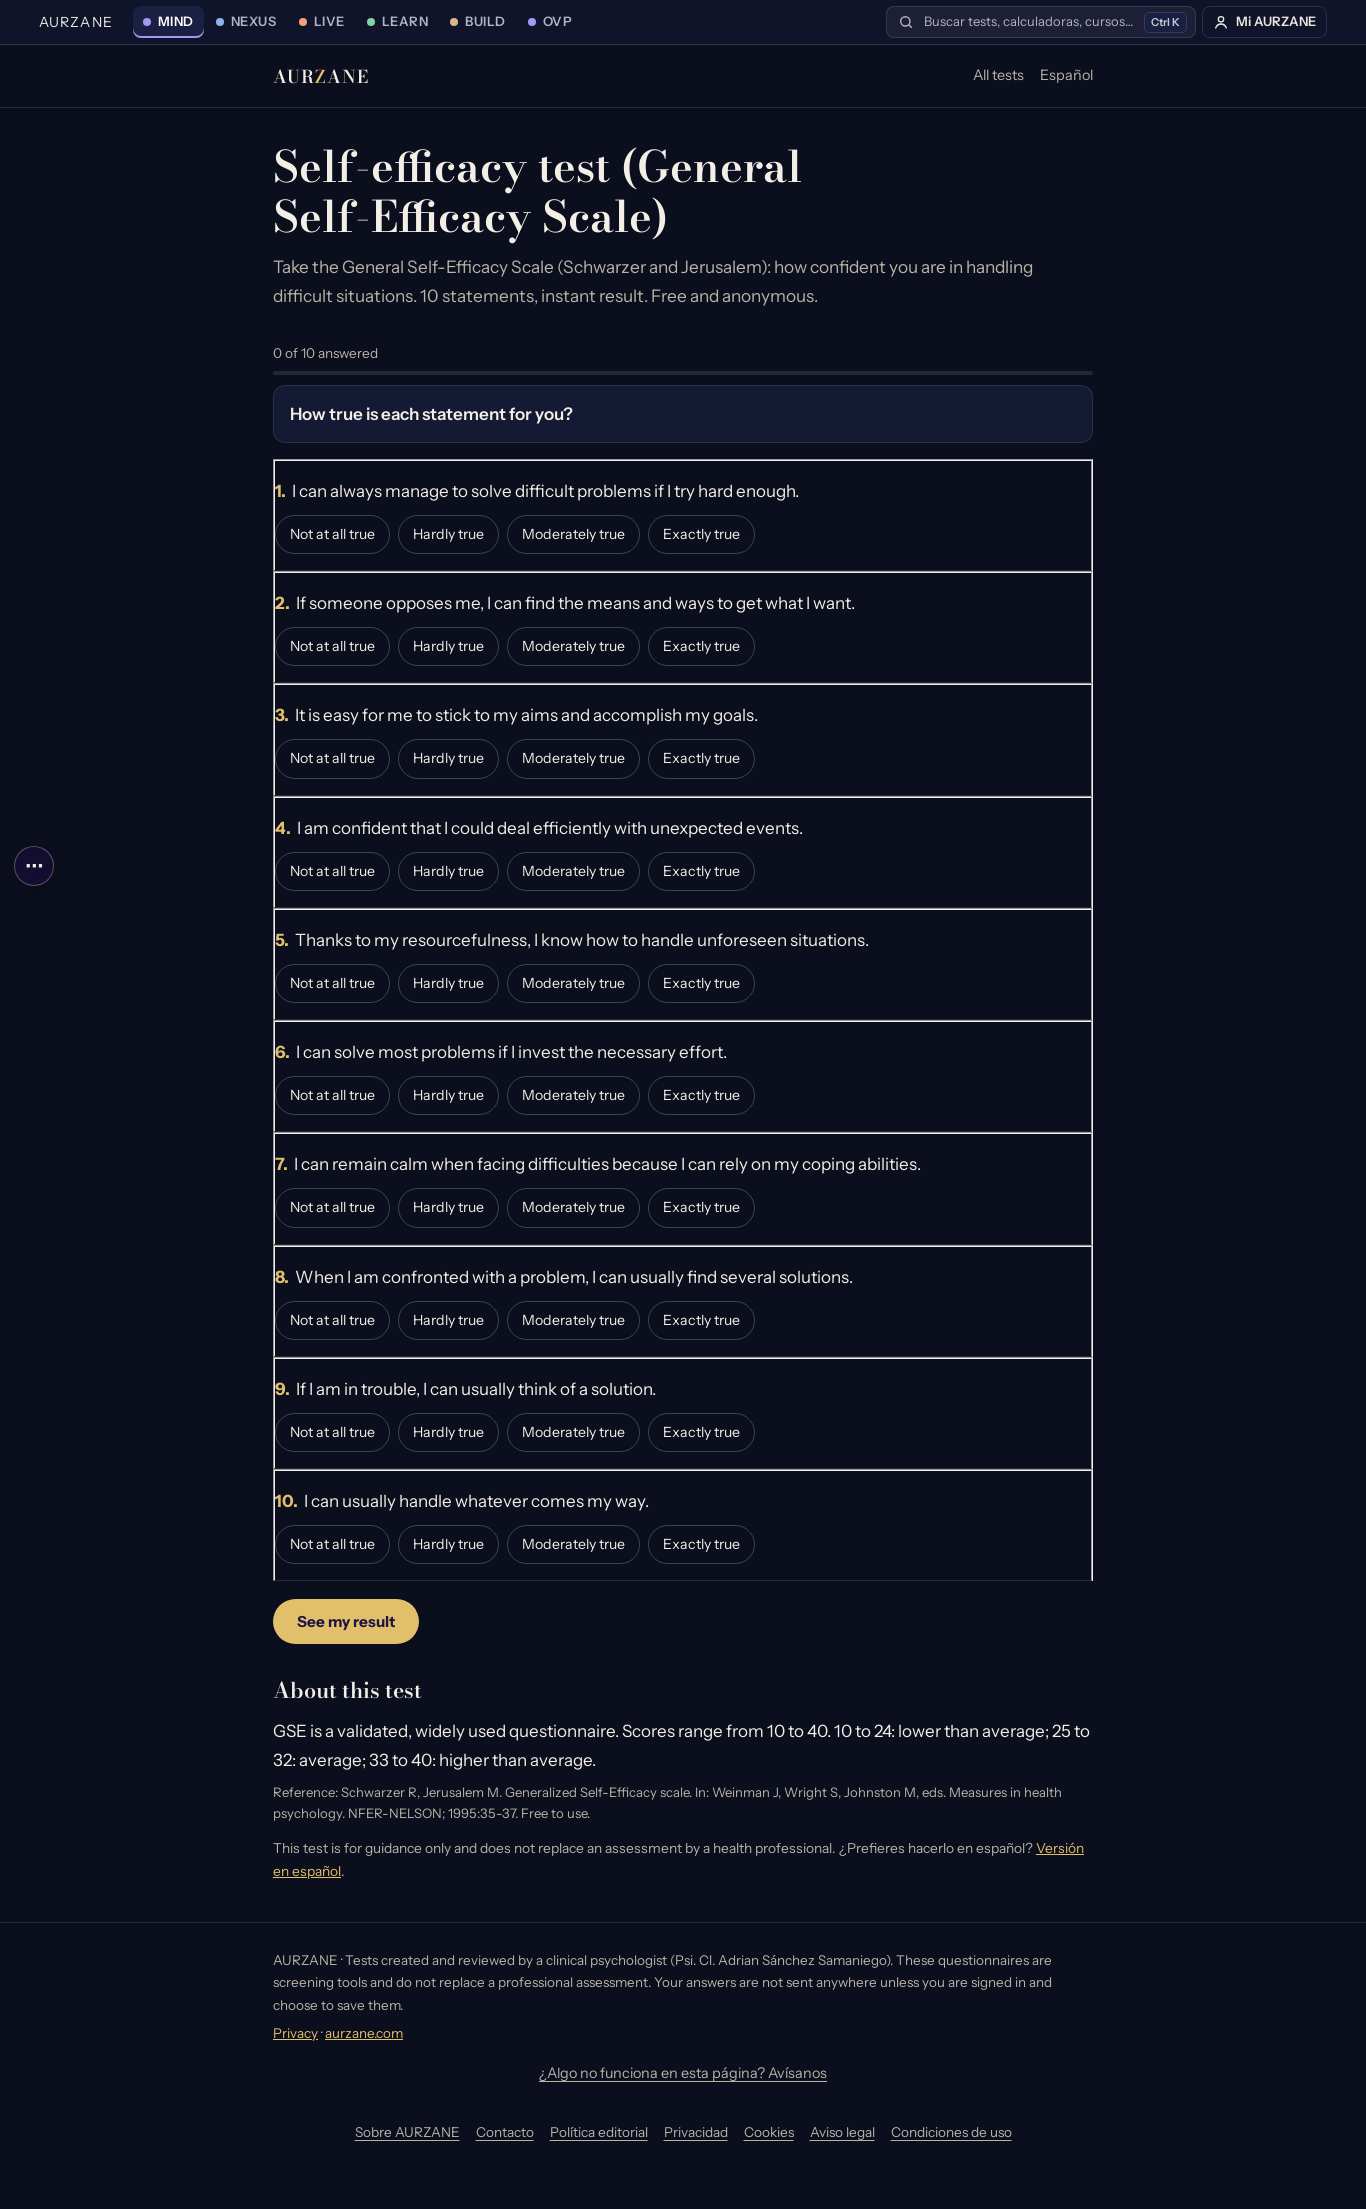 AURZANE MIND NEXUS LIVE LEARN BUILD OVP Buscar tests, calculadoras, cursos... Ctrl K Mi AURZANE
AURZANE All tests Español
Self-efficacy test (General
Self-Efficacy Scale)
Take the General Self-Efficacy Scale (Schwarzer and Jerusalem): how confident you are in handling
difficult situations. 10 statements, instant result. Free and anonymous.
0 of 10 answered
How true is each statement for you?
1. I can always manage to solve difficult problems if I try hard enough.
Not at all true Hardly true Moderately true Exactly true
2. If someone opposes me, I can find the means and ways to get what I want.
Not at all true Hardly true Moderately true Exactly true
3. It is easy for me to stick to my aims and accomplish my goals.
Not at all true Hardly true Moderately true Exactly true
4. I am confident that I could deal efficiently with unexpected events.
Not at all true Hardly true Moderately true Exactly true
5. Thanks to my resourcefulness, I know how to handle unforeseen situations.
Not at all true Hardly true Moderately true Exactly true
6. I can solve most problems if I invest the necessary effort.
Not at all true Hardly true Moderately true Exactly true
7. I can remain calm when facing difficulties because I can rely on my coping abilities.
Not at all true Hardly true Moderately true Exactly true
8. When I am confronted with a problem, I can usually find several solutions.
Not at all true Hardly true Moderately true Exactly true
9. If I am in trouble, I can usually think of a solution.
Not at all true Hardly true Moderately true Exactly true
10. I can usually handle whatever comes my way.
Not at all true Hardly true Moderately true Exactly true
See my result
About this test
GSE is a validated, widely used questionnaire. Scores range from 10 to 40. 10 to 24: lower than average; 25 to
32: average; 33 to 40: higher than average.
Reference: Schwarzer R, Jerusalem M. Generalized Self-Efficacy scale. In: Weinman J, Wright S, Johnston M, eds. Measures in health
psychology. NFER-NELSON; 1995:35-37. Free to use.
This test is for guidance only and does not replace an assessment by a health professional. ¿Prefieres hacerlo en español? Versión
en español.
AURZANE · Tests created and reviewed by a clinical psychologist (Psi. Cl. Adrian Sánchez Samaniego). These questionnaires are
screening tools and do not replace a professional assessment. Your answers are not sent anywhere unless you are signed in and
choose to save them.
Privacy · aurzane.com
¿Algo no funciona en esta página? Avísanos
Sobre AURZANE Contacto Política editorial Privacidad Cookies Aviso legal Condiciones de uso